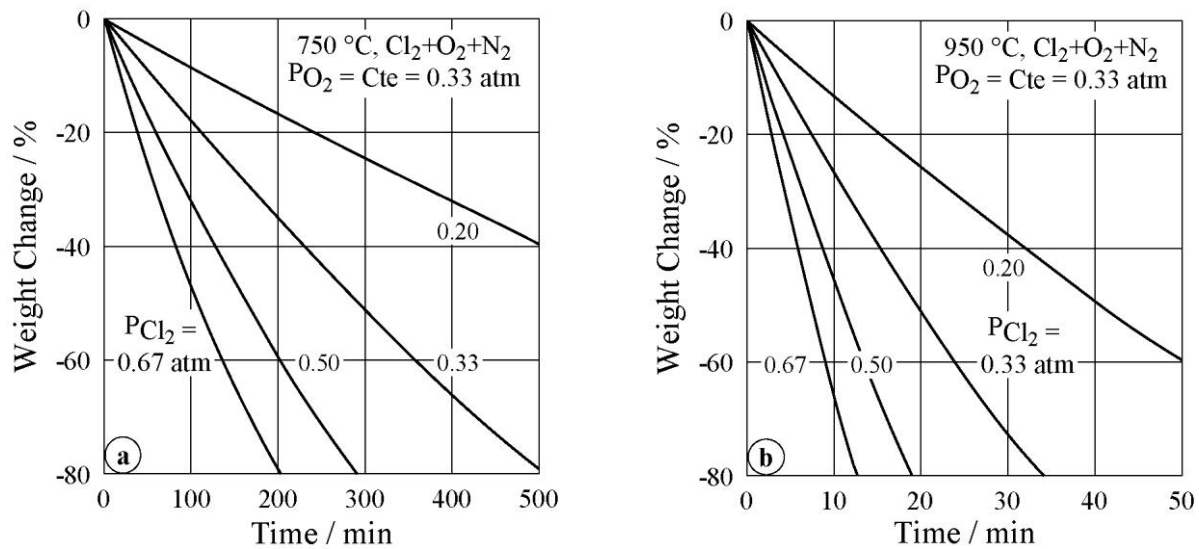 0
-20
-40
-60
-80
Weight Change / %
750 °C, Cl2+O2+N2
PO2 = Cte = 0.33 atm
0.20
PCl2 =
0.67 atm
0.50
0.33
a
0 100 200 300 400 500
Time / min
0
-20
-40
-60
-80
Weight Change / %
950 °C, Cl2+O2+N2
PO2 = Cte = 0.33 atm
0.20
PCl2 =
0.67
0.50
0.33 atm
b
0 10 20 30 40 50
Time / min